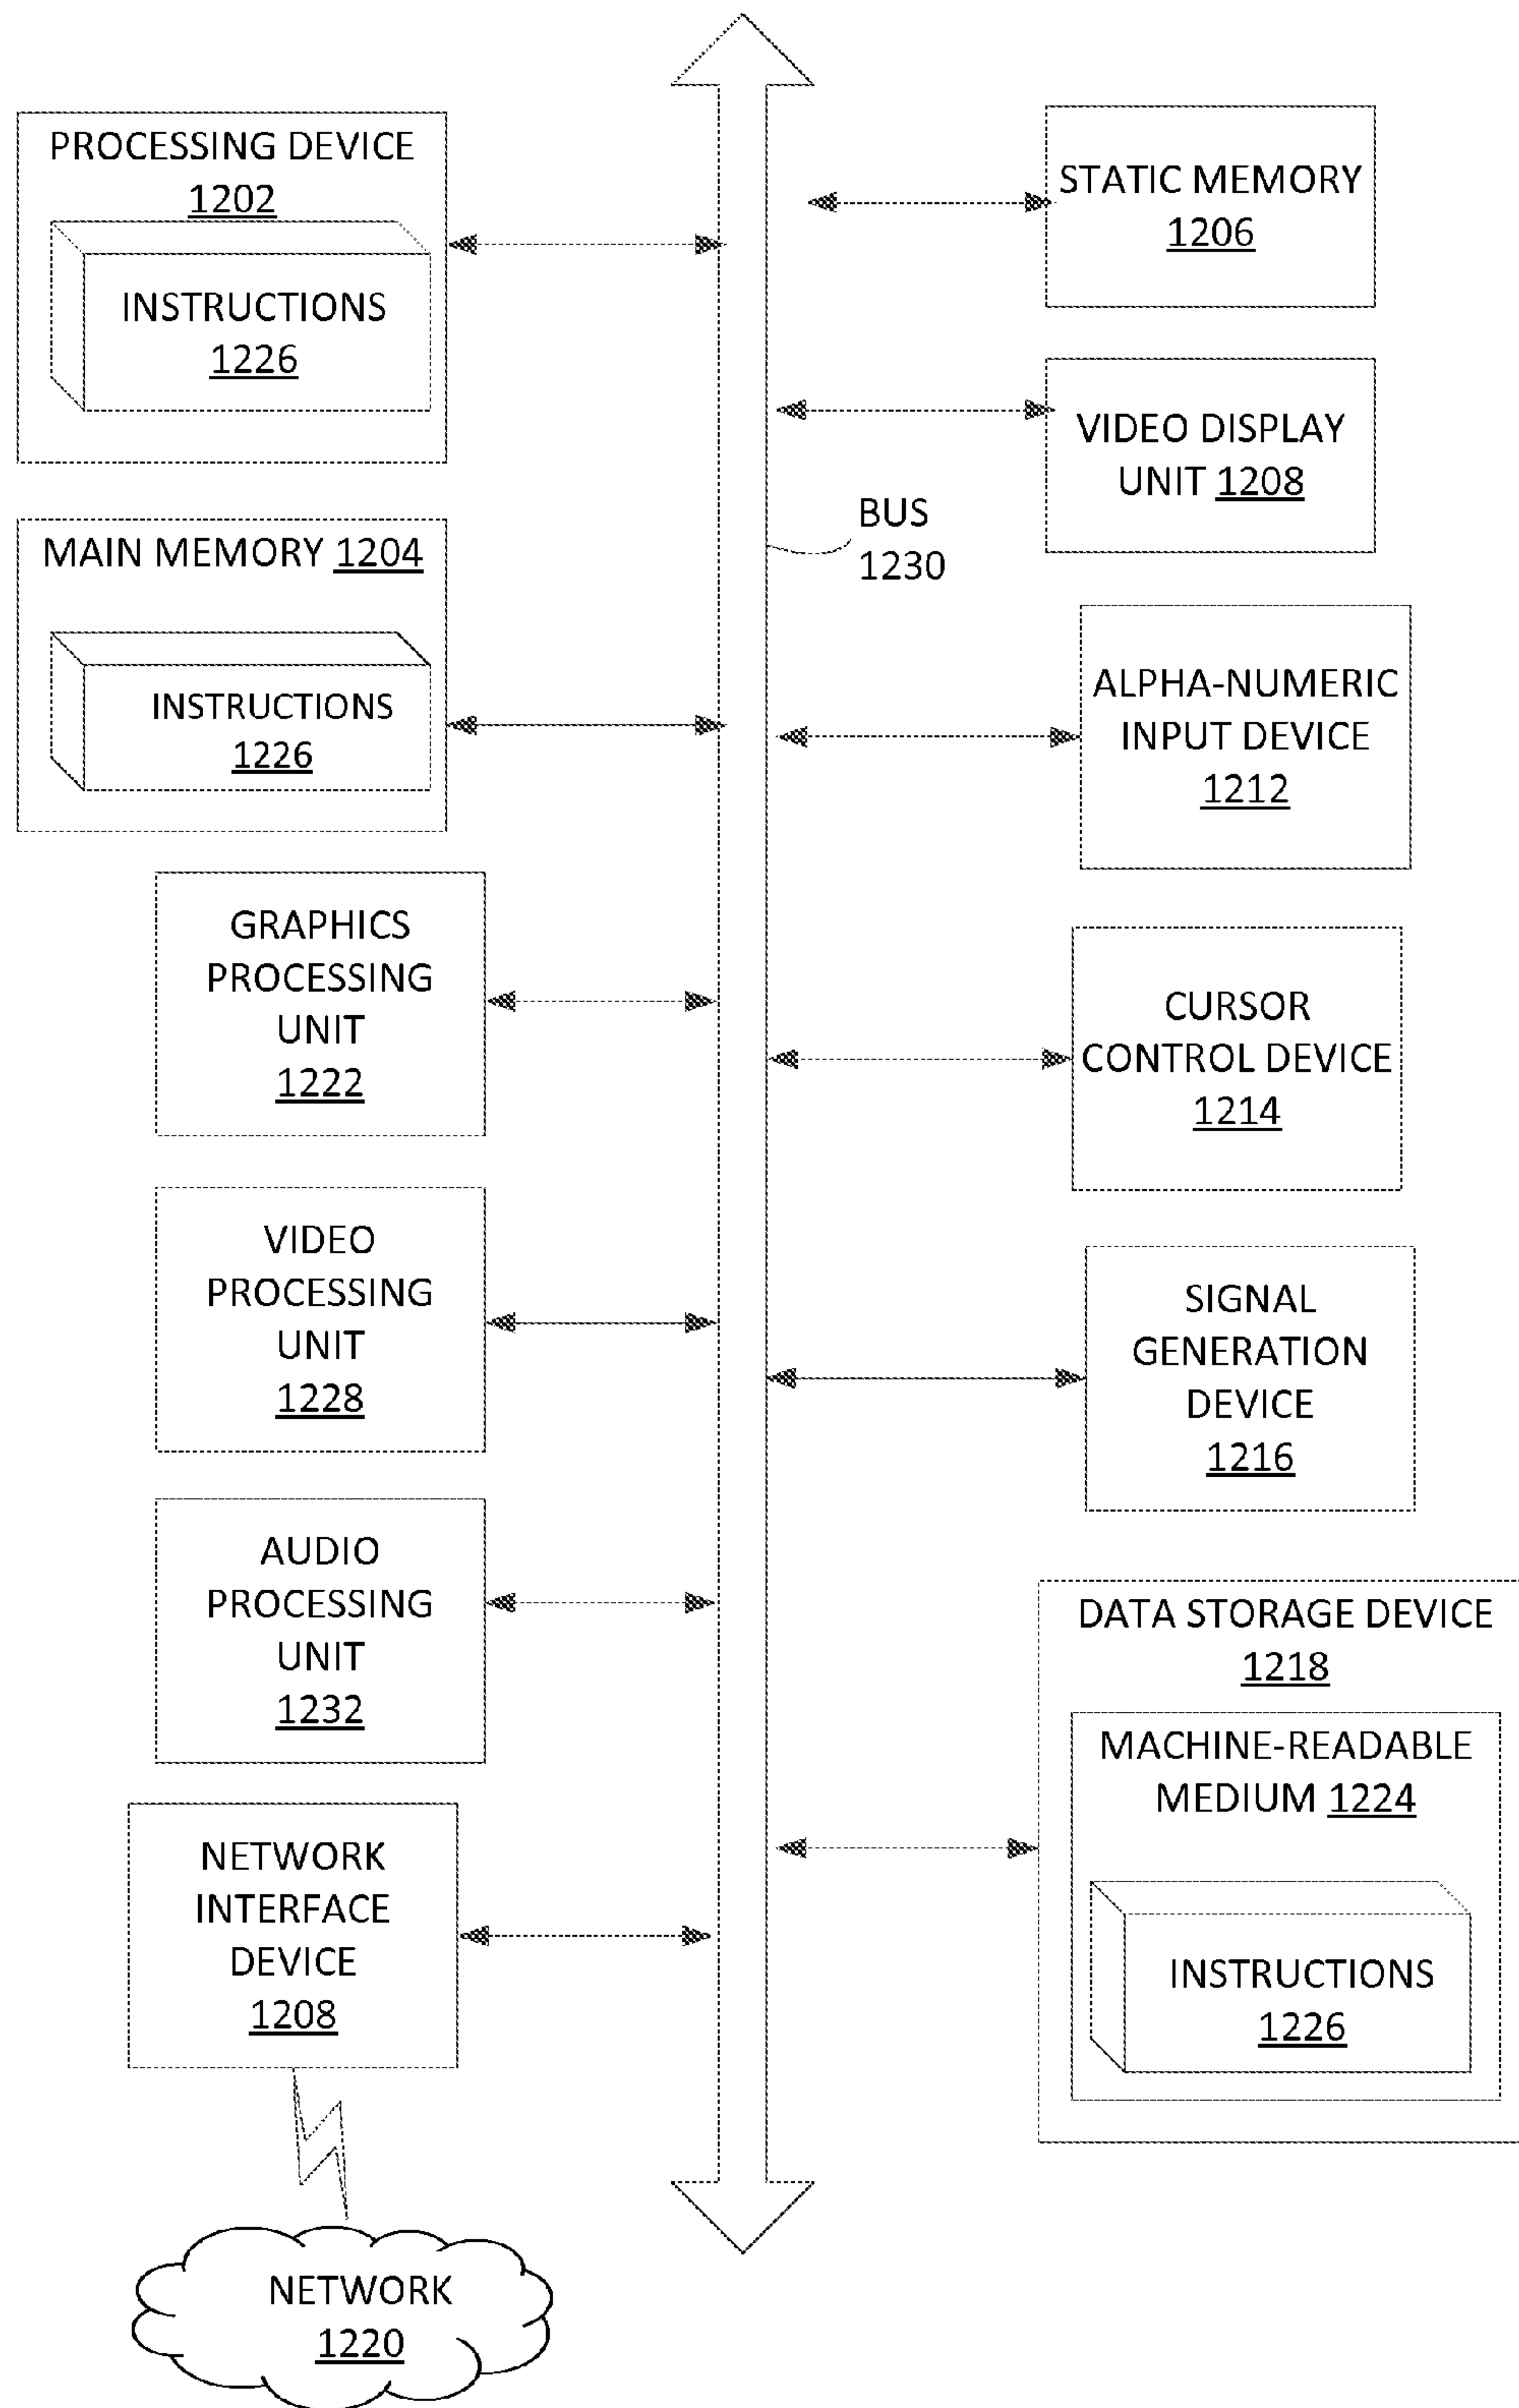 PROCESSING DEVICE
1202
INSTRUCTIONS
1226
MAIN MEMORY 1204
INSTRUCTIONS
1226
GRAPHICS
PROCESSING
UNIT
1222
VIDEO
PROCESSING
UNIT
1228
AUDIO
PROCESSING
UNIT
1232
NETWORK
INTERFACE
DEVICE
1208
NETWORK
1220
BUS
1230
STATIC MEMORY
1206
VIDEO DISPLAY
UNIT 1208
ALPHA-NUMERIC
INPUT DEVICE
1212
CURSOR
CONTROL DEVICE
1214
SIGNAL
GENERATION
DEVICE
1216
DATA STORAGE DEVICE
1218
MACHINE-READABLE
MEDIUM 1224
INSTRUCTIONS
1226